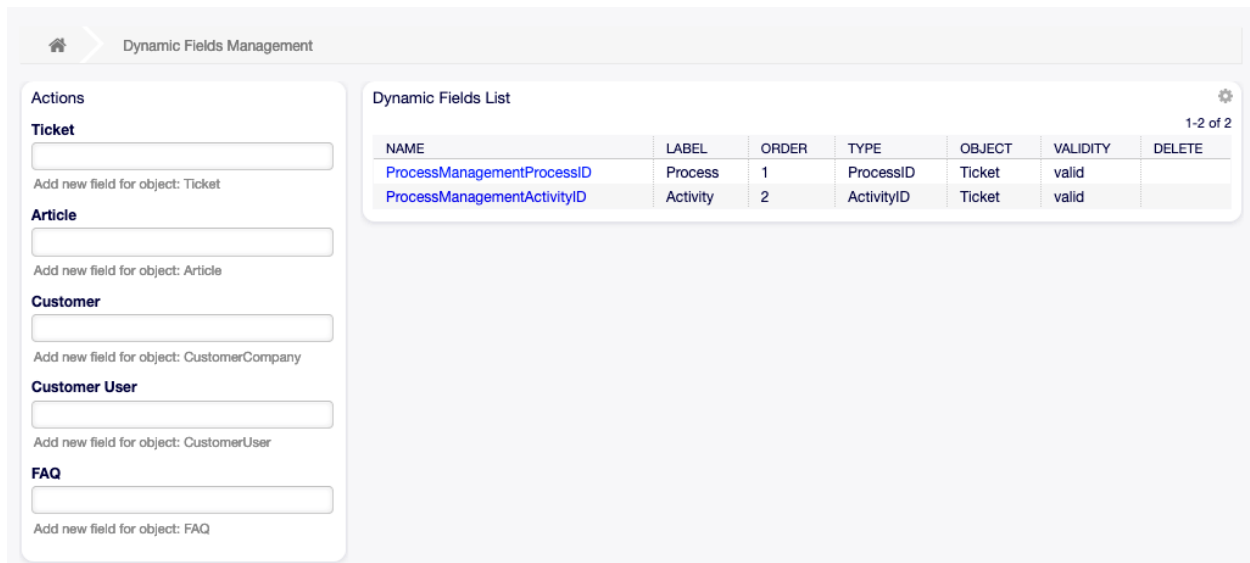 Dynamic Fields Management
Actions
Ticket
Add new field for object: Ticket
Article
Add new field for object: Article
Customer
Add new field for object: CustomerCompany
Customer User
Add new field for object: CustomerUser
FAQ
Add new field for object: FAQ
Dynamic Fields List
1-2 of 2
NAME LABEL ORDER TYPE OBJECT VALIDITY DELETE
ProcessManagementProcessID Process 1 ProcessID Ticket valid
ProcessManagementActivityID Activity 2 ActivityID Ticket valid